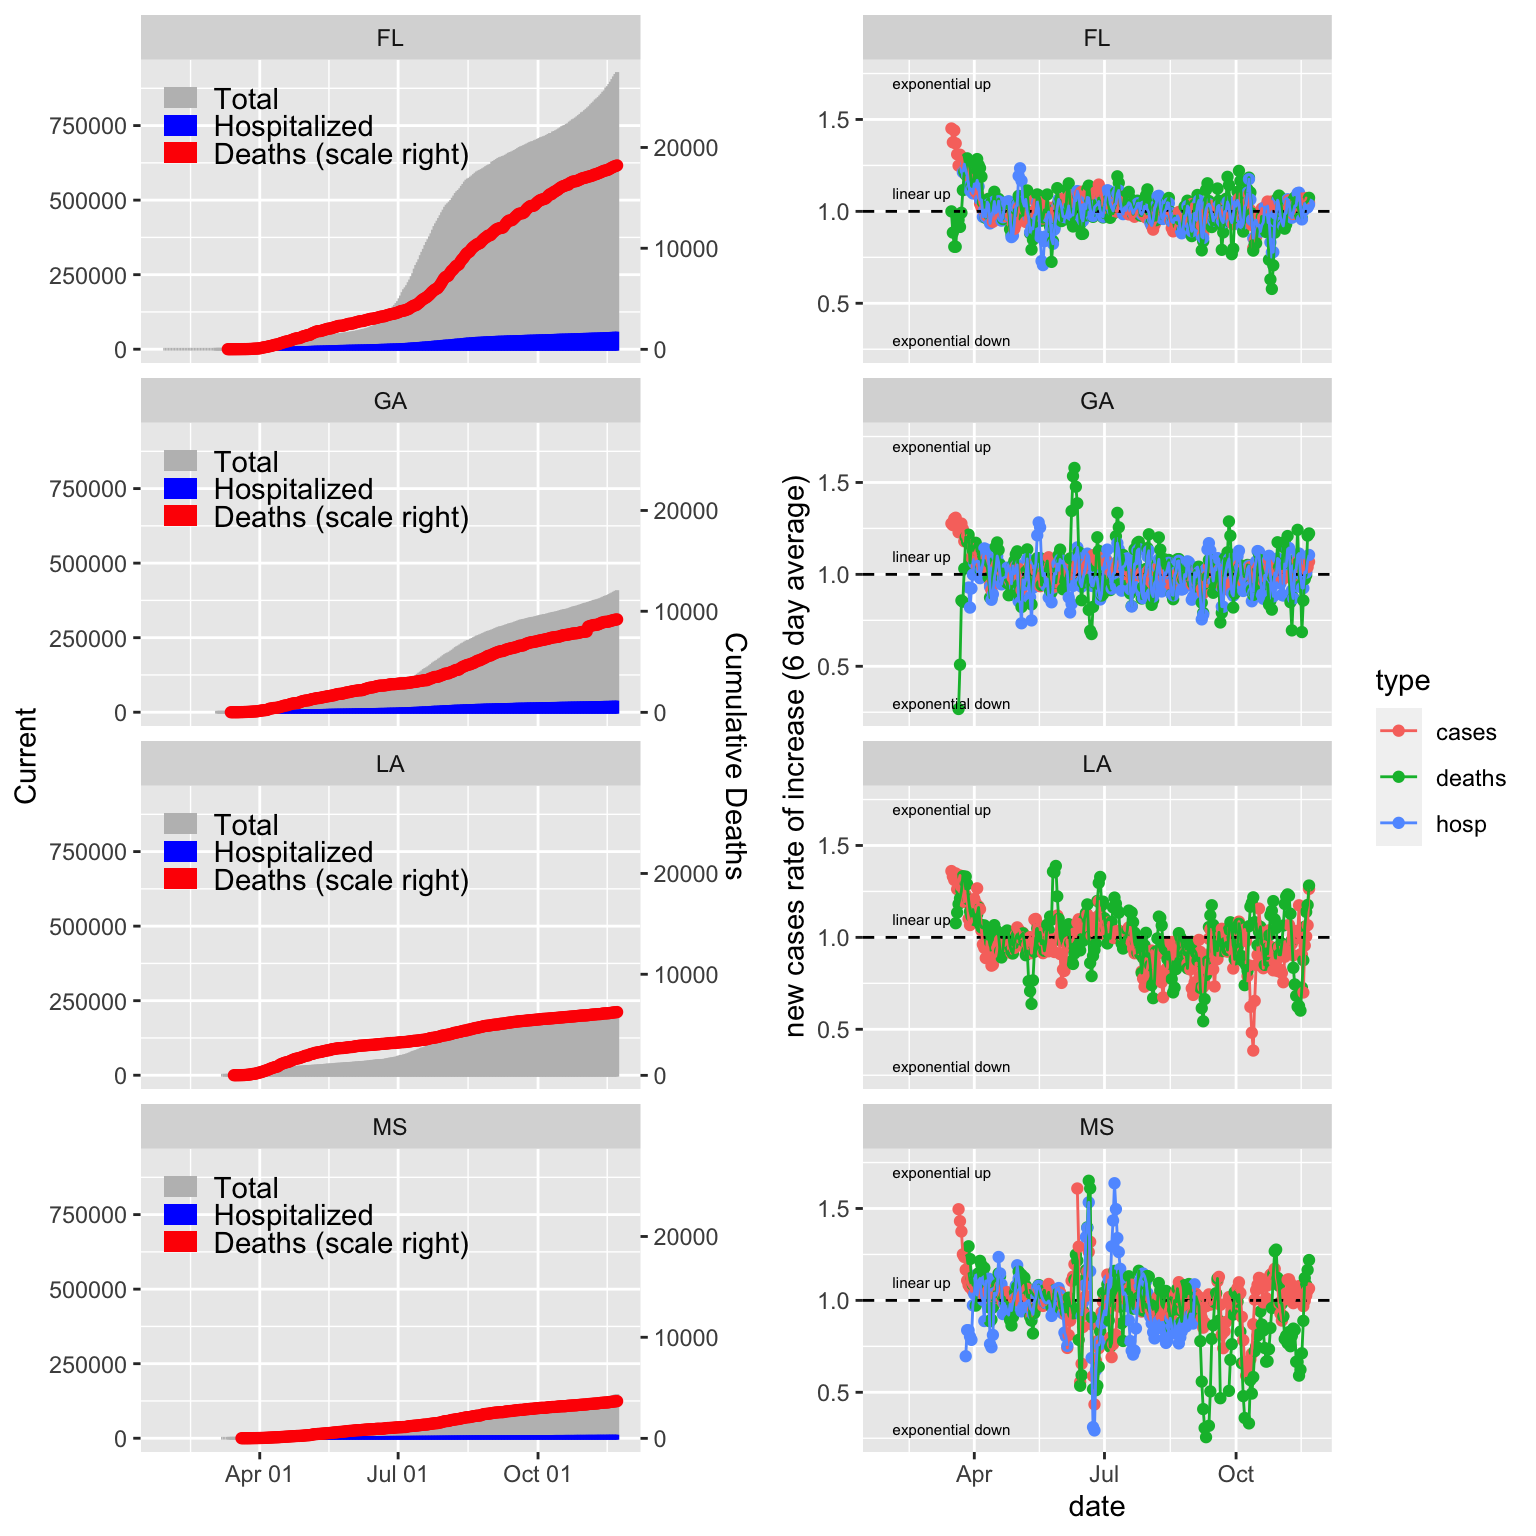 FL
Total
Hospitalized
Deaths (scale right)
750000
500000
250000
0
20000
10000
0
GA
Total
Hospitalized
Deaths (scale right)
750000
500000
250000
0
20000
10000
0
LA
Total
Hospitalized
Deaths (scale right)
750000
500000
250000
0
20000
10000
0
MS
Total
Hospitalized
Deaths (scale right)
750000
500000
250000
0
20000
10000
0
Apr 01
Jul 01
Oct 01
Current
Cumulative Deaths
FL
exponential up
linear up
exponential down
1.5
1.0
0.5
GA
exponential up
linear up
exponential down
1.5
1.0
0.5
LA
exponential up
linear up
exponential down
1.5
1.0
0.5
MS
exponential up
linear up
exponential down
1.5
1.0
0.5
Apr
Jul
Oct
date
new cases rate of increase (6 day average)
type
cases
deaths
hosp